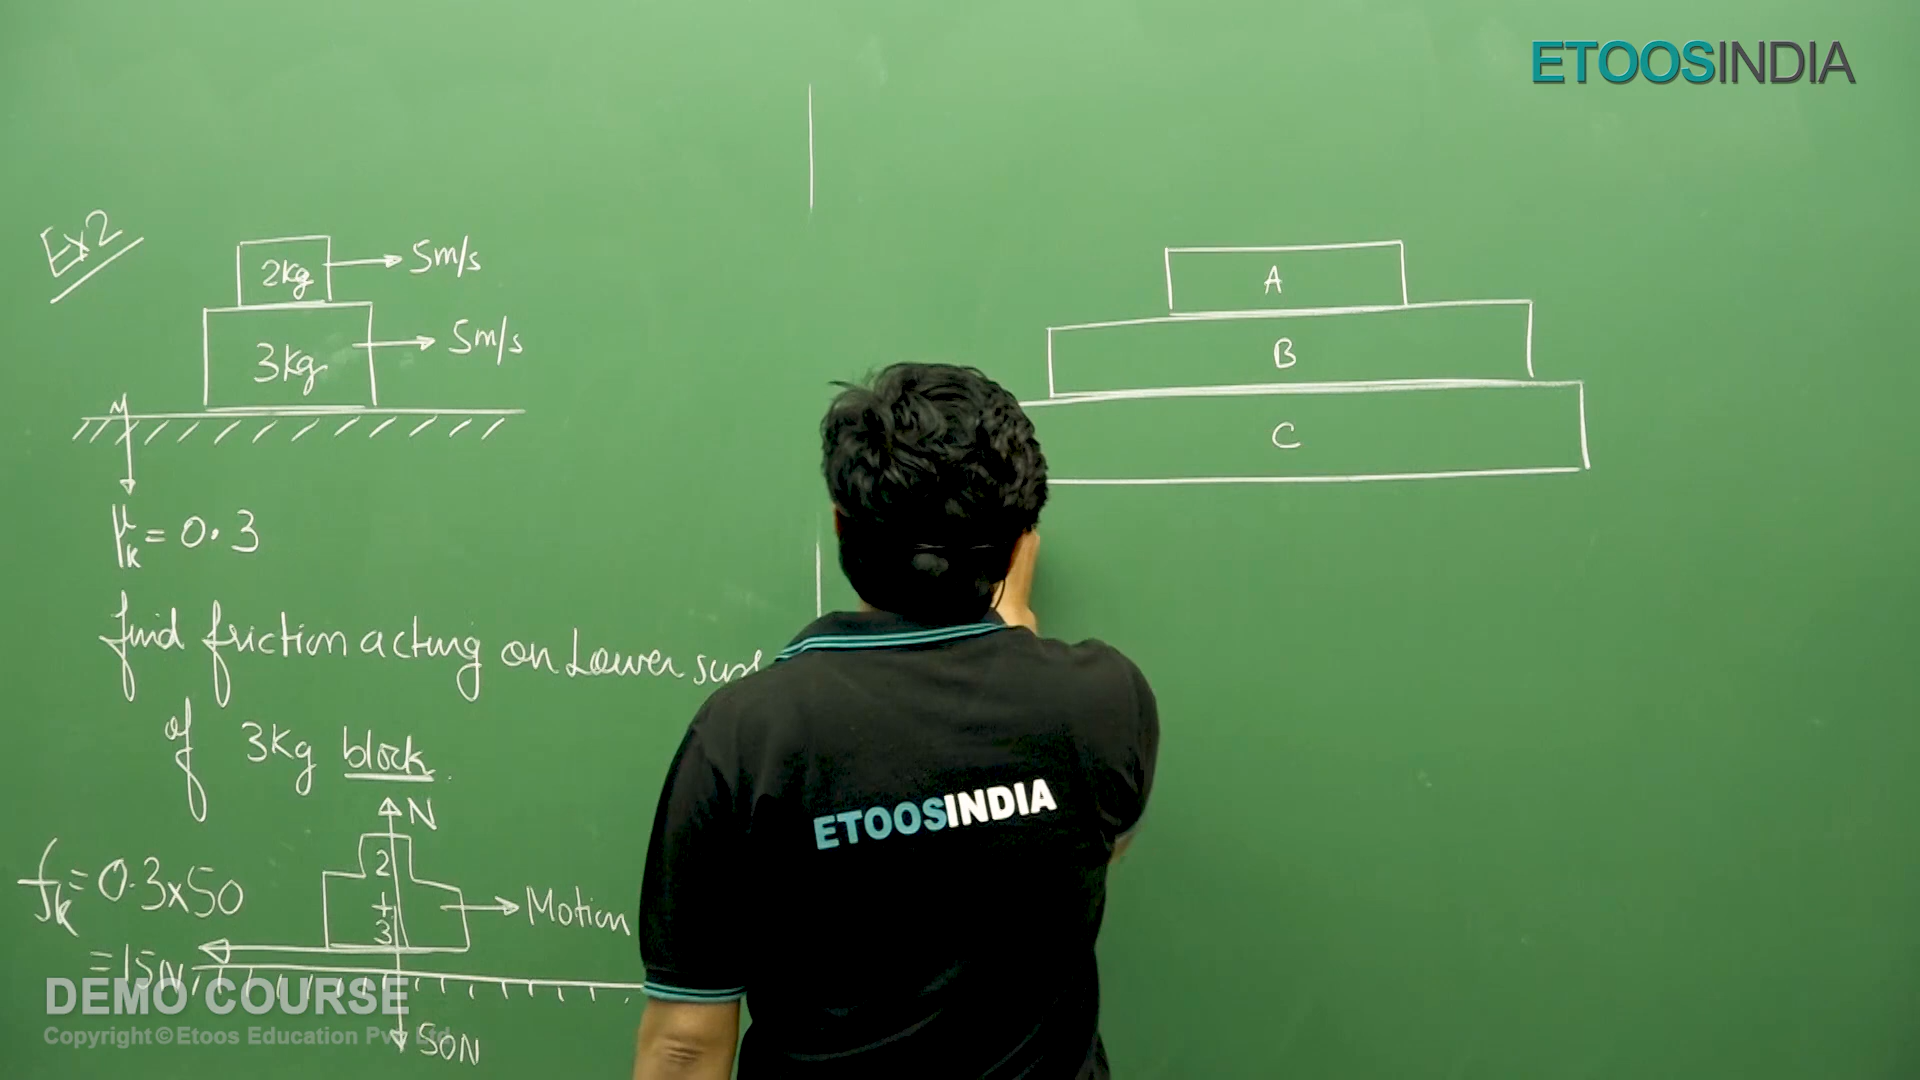 ETOOSINDIA
Ex2
2kg
5m/s
3kg
5m/s
A
B
C
μk = 0.3
find friction acting on Lower
of 3Kg block.
N
fk = 0.3x50
= 15N
2
+
3
Motion
50N
ETOOSINDIA
DEMO COURSE
Copyright © Etoos Education Pvt Ltd